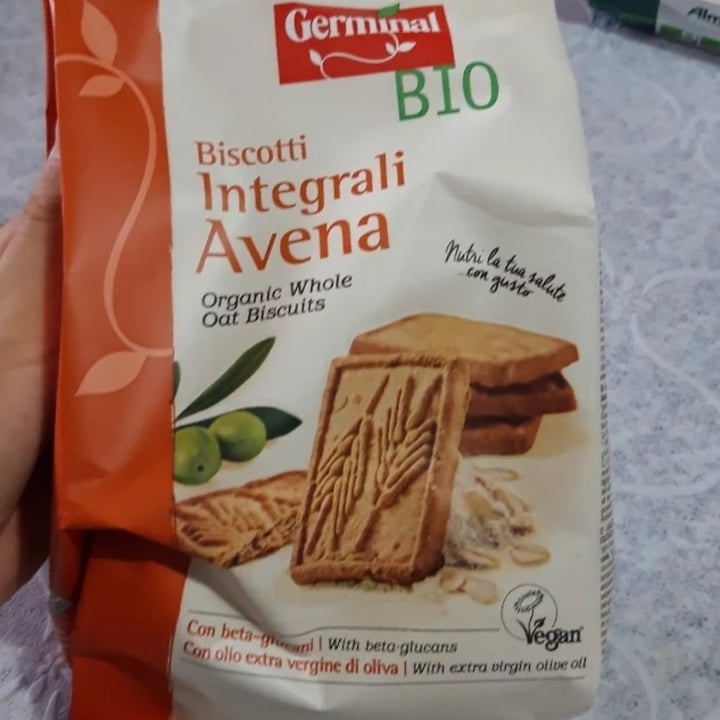 Germinal
BIO
Biscotti
Integrali
Avena
Organic Whole
Oat Biscuits
Nutri la tua salute
...con gusto
Vegan
Con beta-glucani | With beta-glucans
Con olio extra vergine di oliva | With extra virgin olive oil